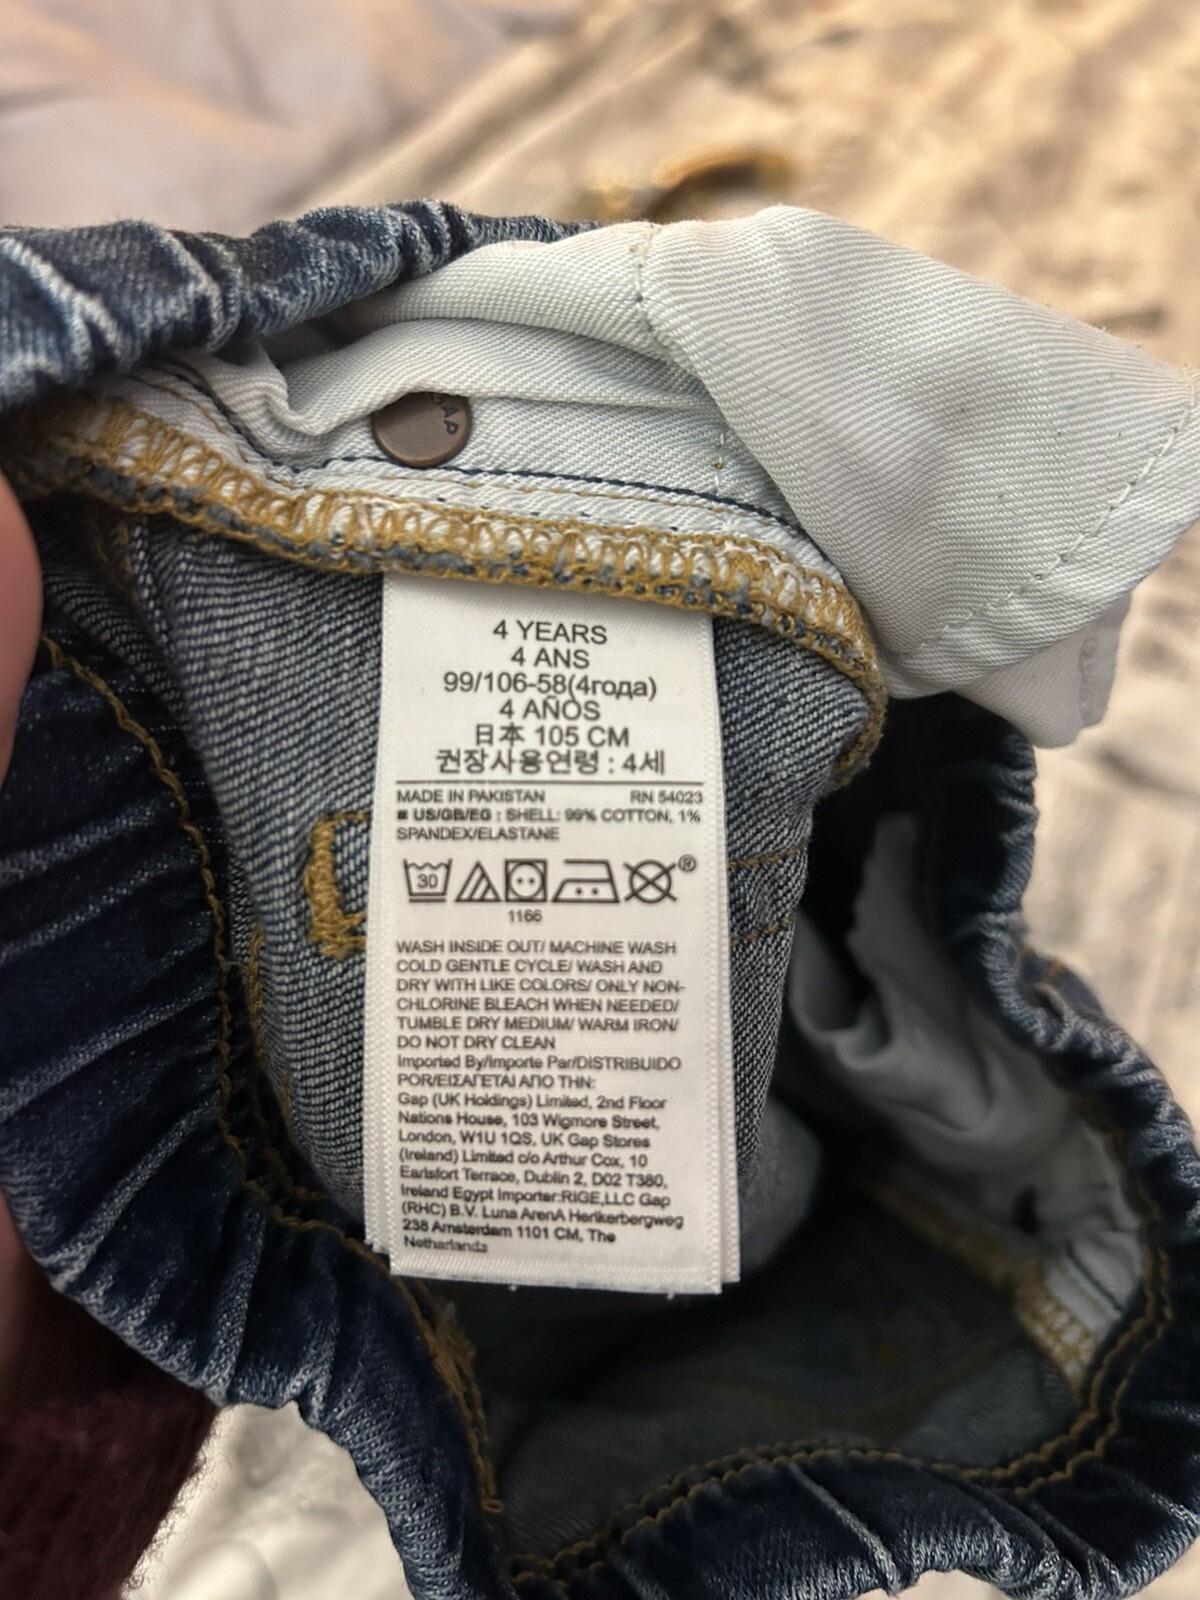 GAP
4 YEARS
4 ANS
99/106-58(4года)
4 AÑOS
日本 105 CM
권장사용연령 : 4세
MADE IN PAKISTAN RN 54023
■ US/GB/EG : SHELL: 99% COTTON, 1%
SPANDEX/ELASTANE
30
®
1166
WASH INSIDE OUT/ MACHINE WASH
COLD GENTLE CYCLE/ WASH AND
DRY WITH LIKE COLORS/ ONLY NON-
CHLORINE BLEACH WHEN NEEDED/
TUMBLE DRY MEDIUM/ WARM IRON/
DO NOT DRY CLEAN
Imported By/Importe Par/DISTRIBUIDO
POR/ΕΙΣΑΓΕΤΑΙ ΑΠΟ ΤΗΝ:
Gap (UK Holdings) Limited, 2nd Floor
Nations House, 103 Wigmore Street,
London, W1U 1QS, UK Gap Stores
(Ireland) Limited c/o Arthur Cox, 10
Earlsfort Terrace, Dublin 2, D02 T380,
Ireland Egypt Importer:RIGE,LLC Gap
(RHC) B.V. Luna ArenA Herikerbergweg
238 Amsterdam 1101 CM, The
Netherlands